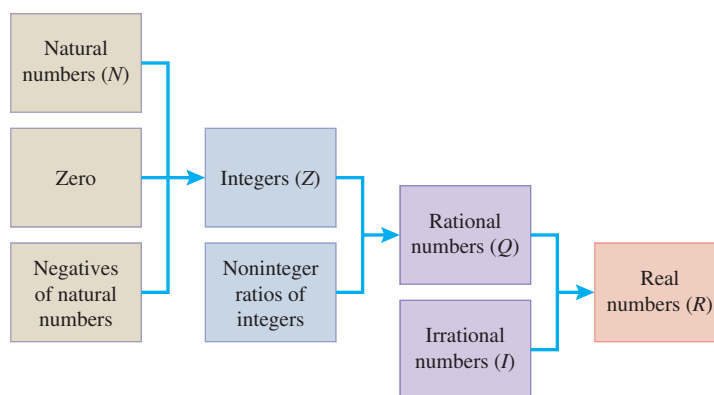 Natural
numbers (N)
Zero
Negatives
of natural
numbers
Integers (Z)
Noninteger
ratios of
integers
Rational
numbers (Q)
Irrational
numbers (I)
Real
numbers (R)